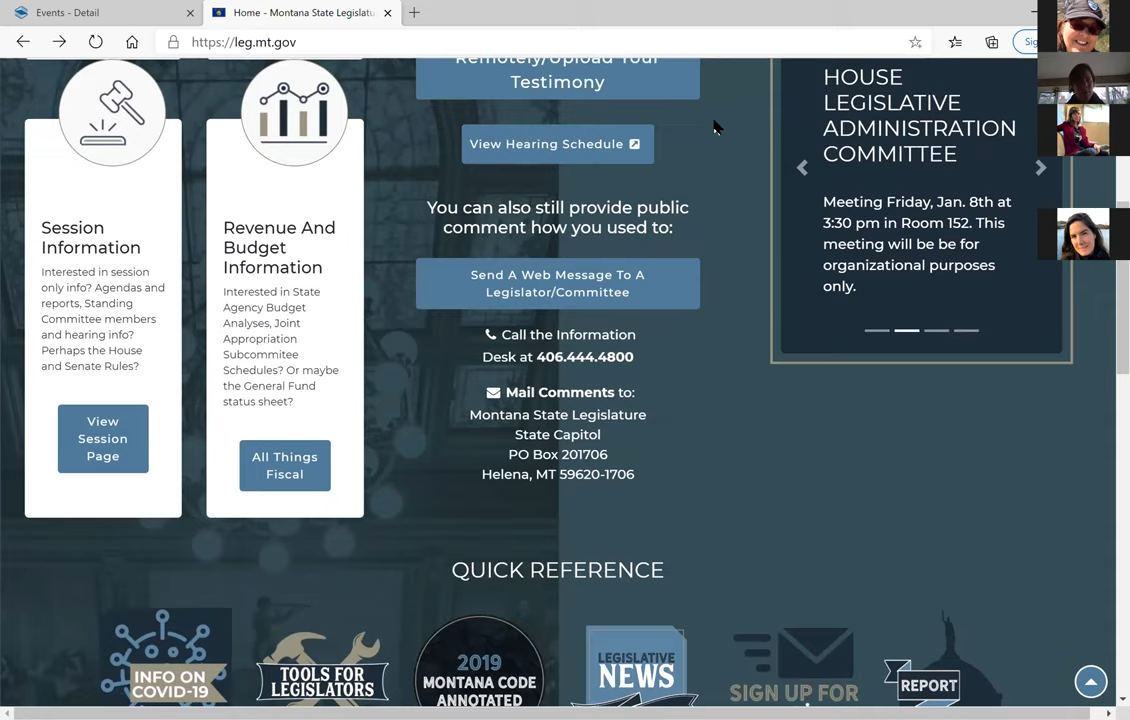 Events - Detail
Home - Montana State Legislatu
https://leg.mt.gov
Sig
Session
Information
Interested in session
only info? Agendas and
reports, Standing
Committee members
and hearing info?
Perhaps the House
and Senate Rules?
View
Session
Page
Revenue And
Budget
Information
Interested in State
Agency Budget
Analyses, Joint
Appropriation
Subcommitee
Schedules? Or maybe
the General Fund
status sheet?
All Things
Fiscal
Remotely/Upload Your
Testimony
View Hearing Schedule
You can also still provide public
comment how you used to:
Send A Web Message To A
Legislator/Committee
Call the Information
Desk at 406.444.4800
Mail Comments to:
Montana State Legislature
State Capitol
PO Box 201706
Helena, MT 59620-1706
HOUSE
LEGISLATIVE
ADMINISTRATION
COMMITTEE
Meeting Friday, Jan. 8th at
3:30 pm in Room 152. This
meeting will be be for
organizational purposes
only.
QUICK REFERENCE
INFO ON
COVID-19
TOOLS FOR
LEGISLATORS
2019
MONTANA CODE
ANNOTATED
LEGISLATIVE
NEWS
SIGN UP FOR
REPORT